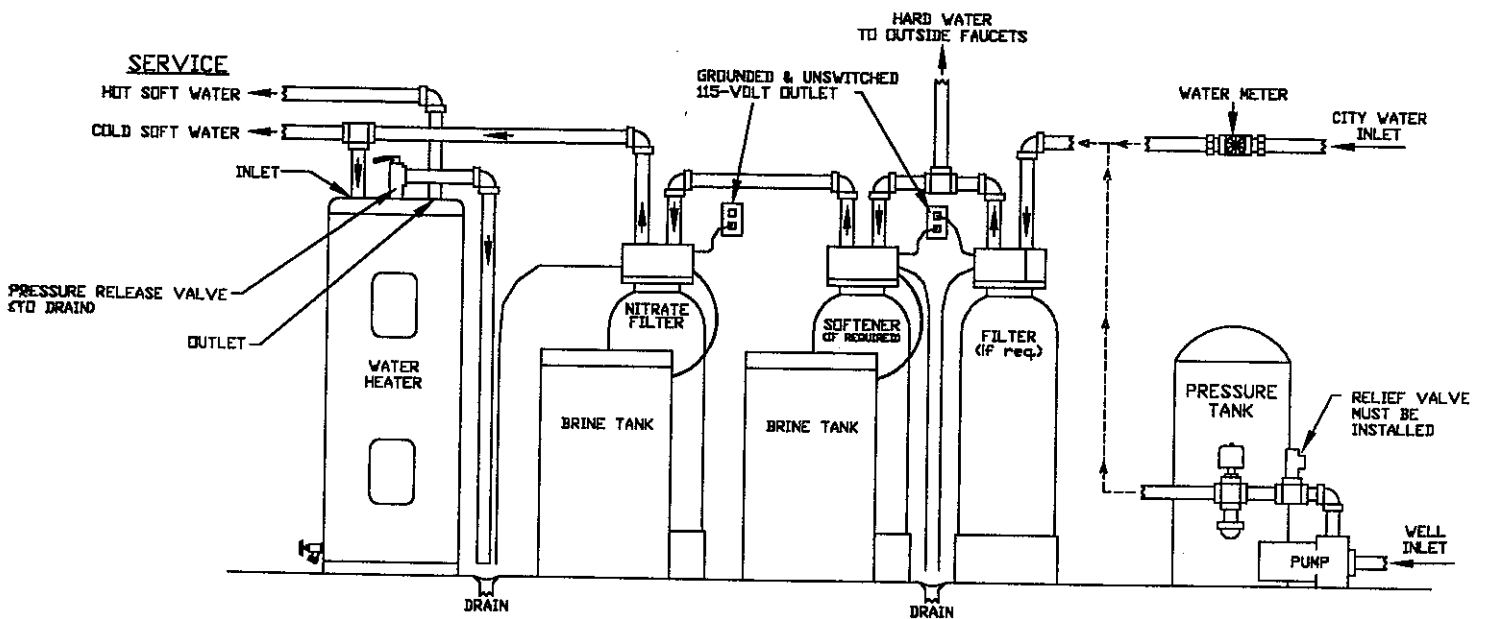 HARD WATER
TO OUTSIDE FAUCETS
SERVICE
HOT SOFT WATER
COLD SOFT WATER
GROUNDED & UNSWITCHED
115-VOLT OUTLET
WATER METER
CITY WATER
INLET
INLET
PRESSURE RELEASE VALVE
(TO DRAIN)
OUTLET
WATER
HEATER
NITRATE
FILTER
BRINE TANK
SOFTENER
(IF REQUIRED)
BRINE TANK
FILTER
(if req.)
PRESSURE
TANK
RELIEF VALVE
MUST BE
INSTALLED
WELL
INLET
PUMP
DRAIN
DRAIN